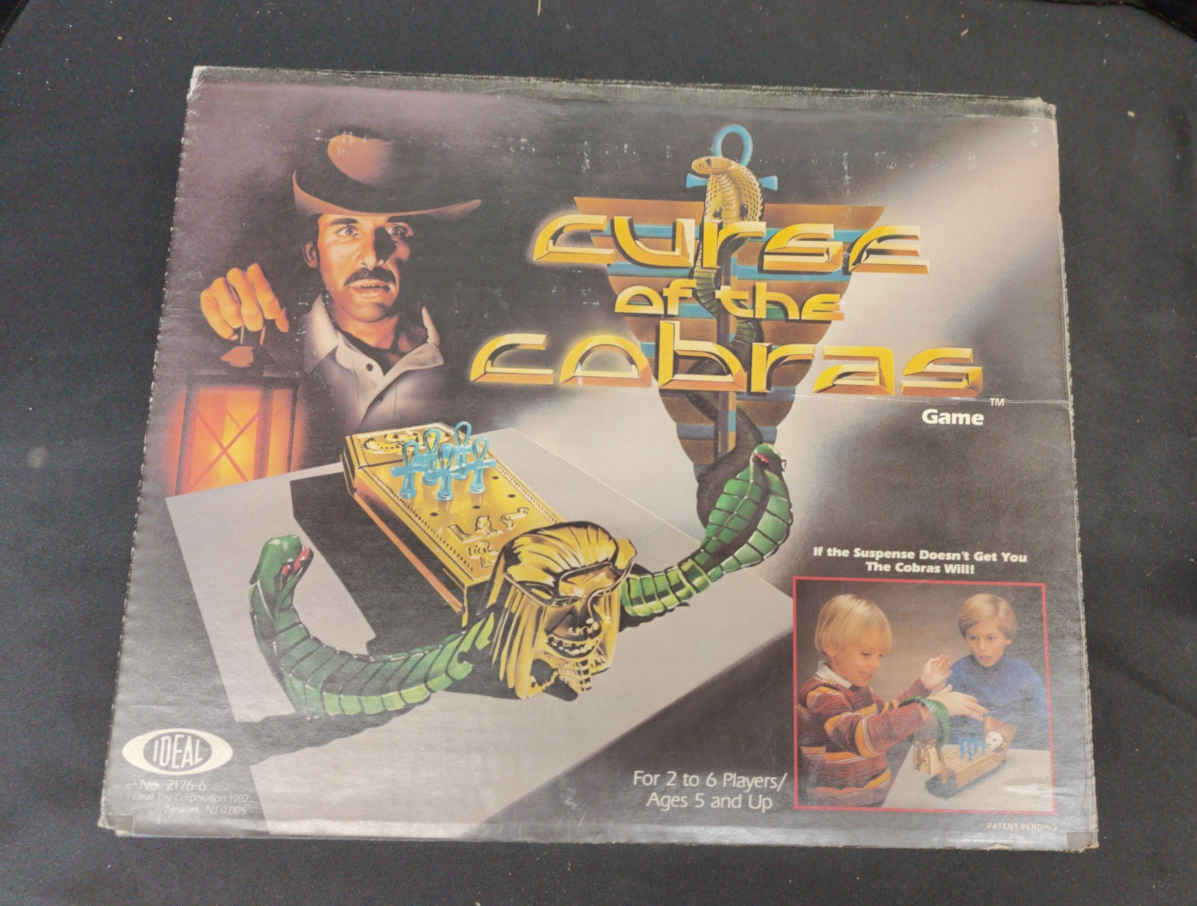 Curse
of the
Cobras
TM
Game
If the Suspense Doesn't Get You
The Cobras Will!
IDEAL
No. 2176-6
For 2 to 6 Players/
Ages 5 and Up
PATENT PENDING